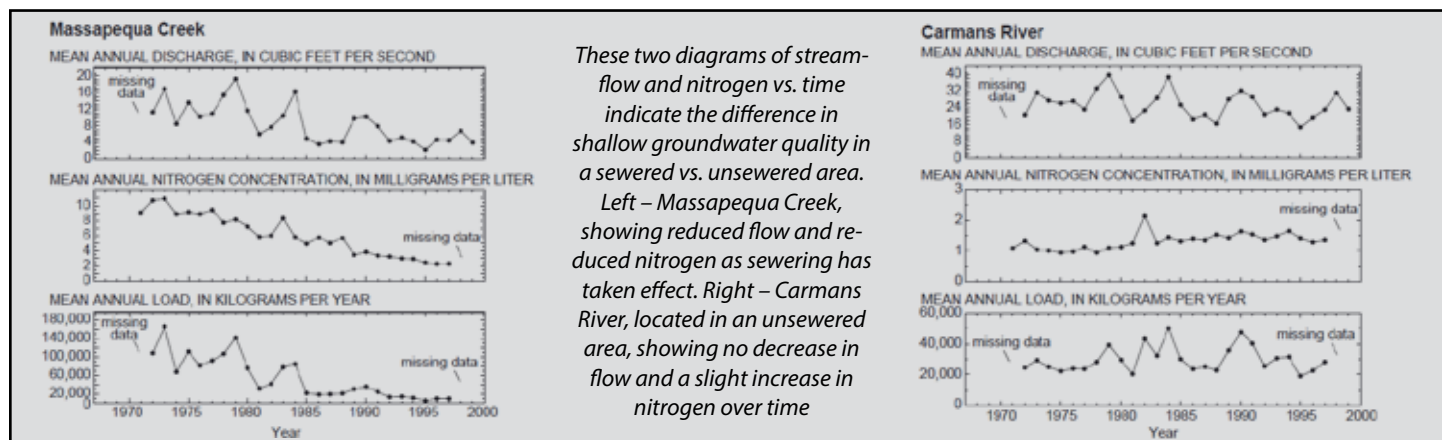 Massapequa Creek
MEAN ANNUAL DISCHARGE, IN CUBIC FEET FER SECOND
20
16
12
8
4
0
missing
data
MEAN ANNUAL NITROGEN CONCENTRATION, IN MILLIGRAMS PER LITER
10
8
6
4
2
0
missing data
MEAN ANNUAL LOAD, IN KILOGRAMS PER YEAR
180,000
140,000
100,000
60,000
20,000
0
missing
data
missing data
1970 1975 1980 1985 1990 1995 2000
Year
These two diagrams of stream-
flow and nitrogen vs. time
indicate the difference in
shallow groundwater quality in
a sewered vs. unsewered area.
Left – Massapequa Creek,
showing reduced flow and re-
duced nitrogen as sewering has
taken effect. Right – Carmans
River, located in an unsewered
area, showing no decrease in
flow and a slight increase in
nitrogen over time
Carmans River
MEAN ANNUAL DISCHARGE, IN CUBIC FEET PER SECOND
40
32
24
16
8
0
missing
data
MEAN ANNUAL NITROGEN CONCENTRATION, IN MILLIGRAMS PER LITER
3
2
1
0
missing data
MEAN ANNUAL LOAD, IN KILOGRAMS PER YEAR
60,000
40,000
20,000
0
missing data
missing data
1970 1975 1980 1985 1990 1995 2000
Year